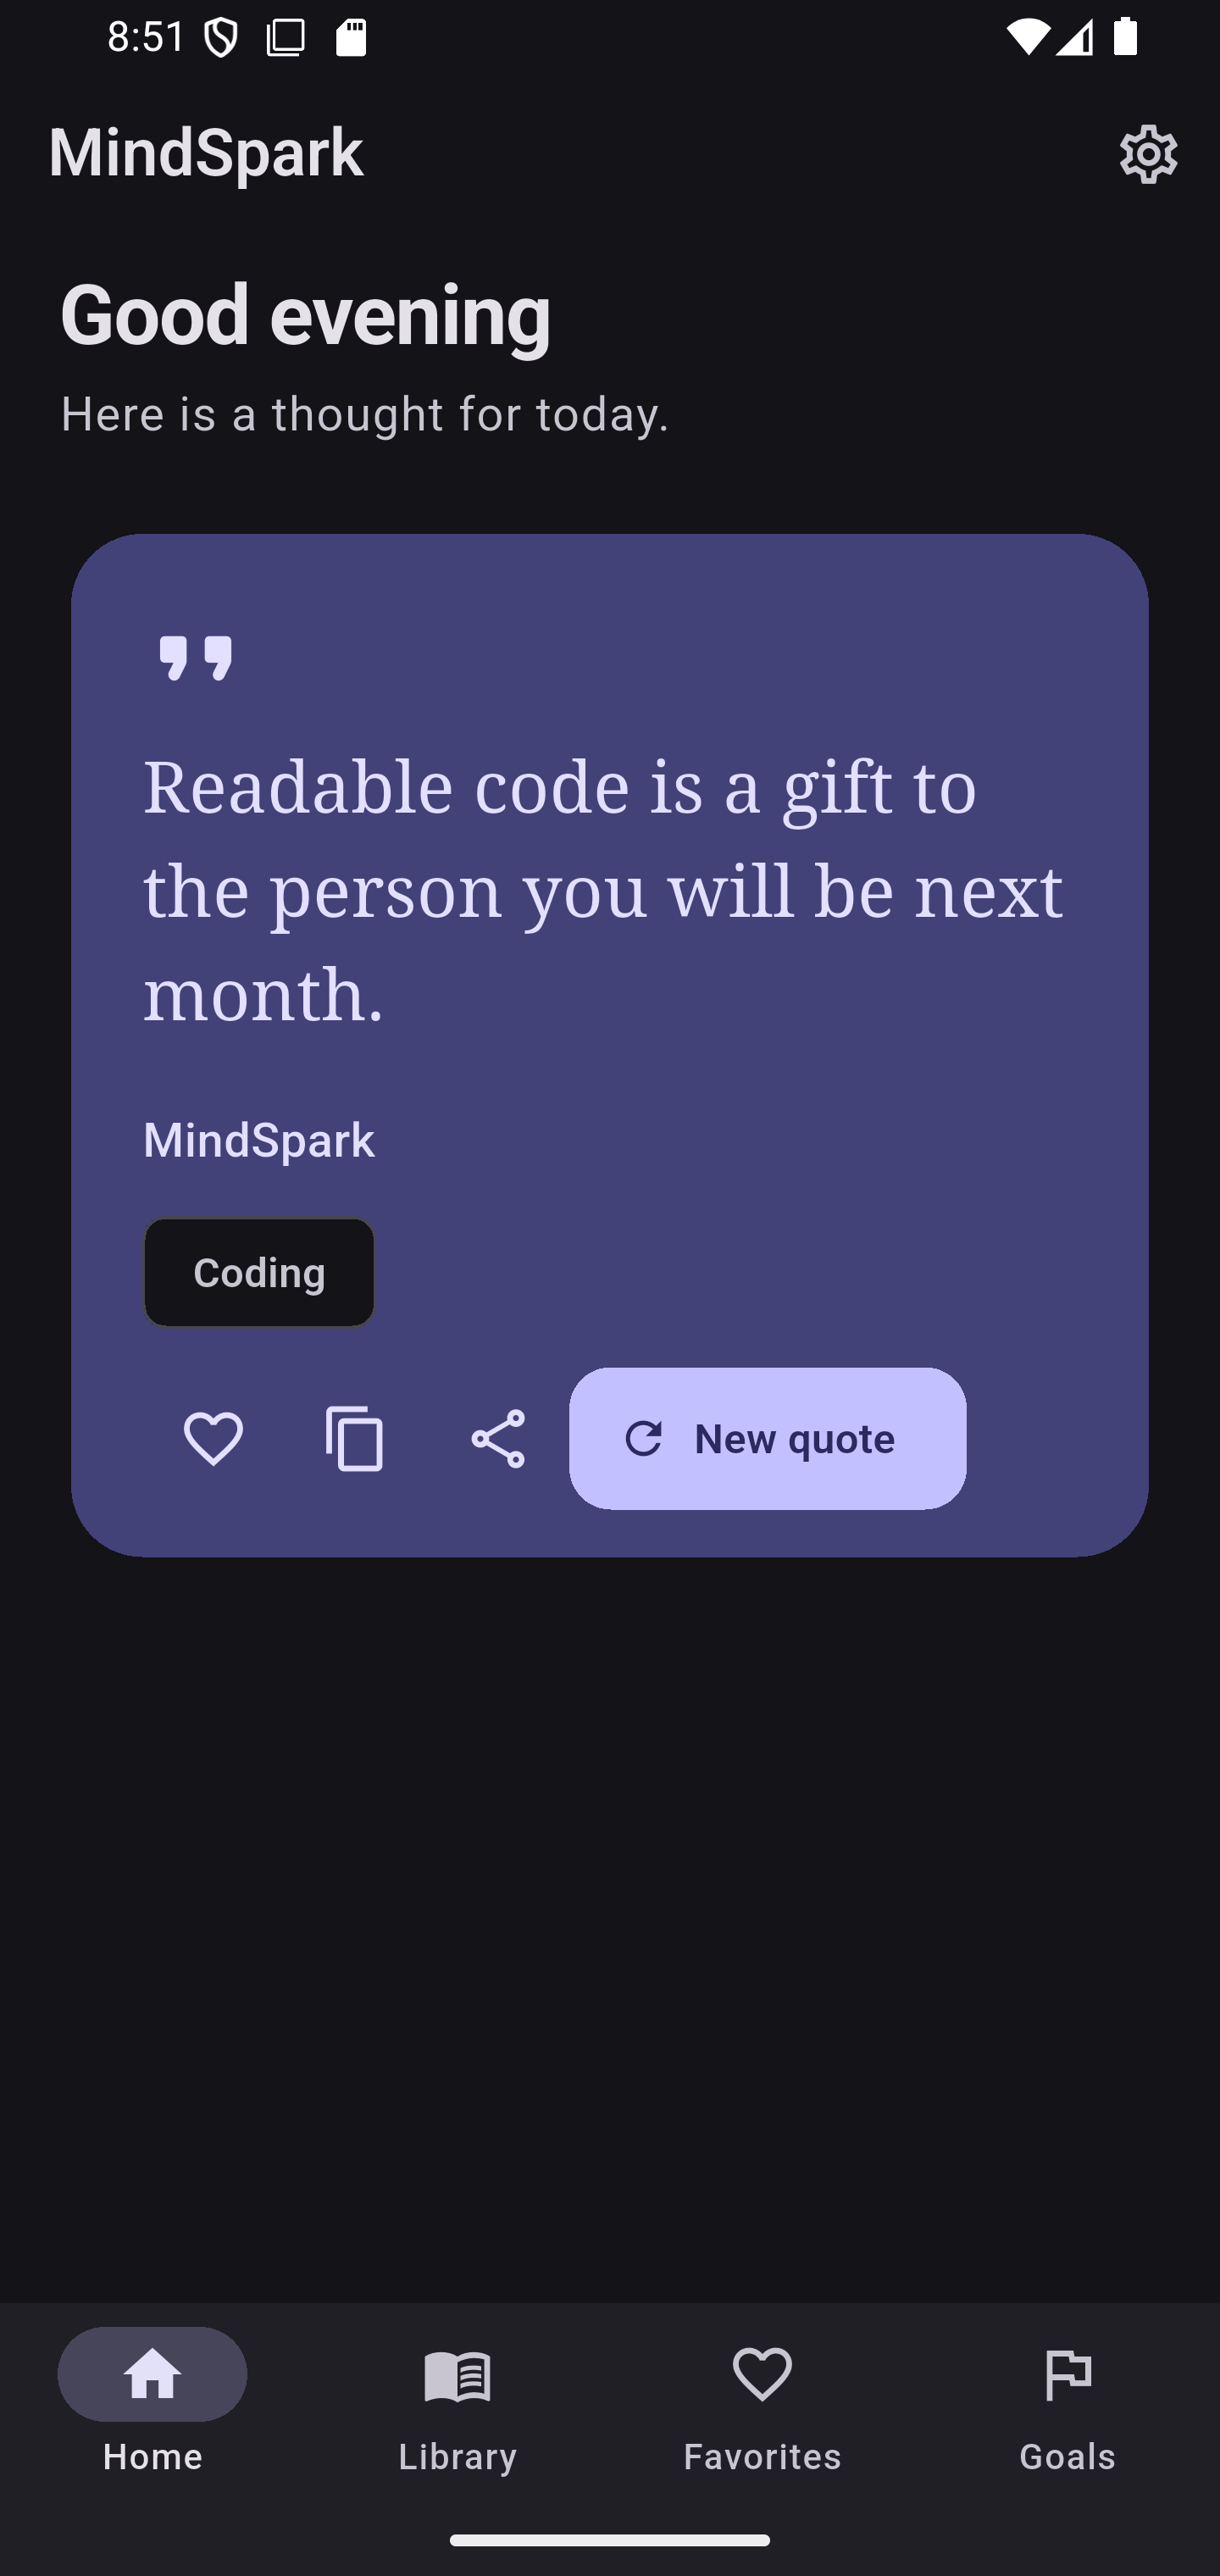 8:51
MindSpark
Good evening
Here is a thought for today.
Readable code is a gift to
the person you will be next
month.
MindSpark
Coding
New quote
Home
Library
Favorites
Goals